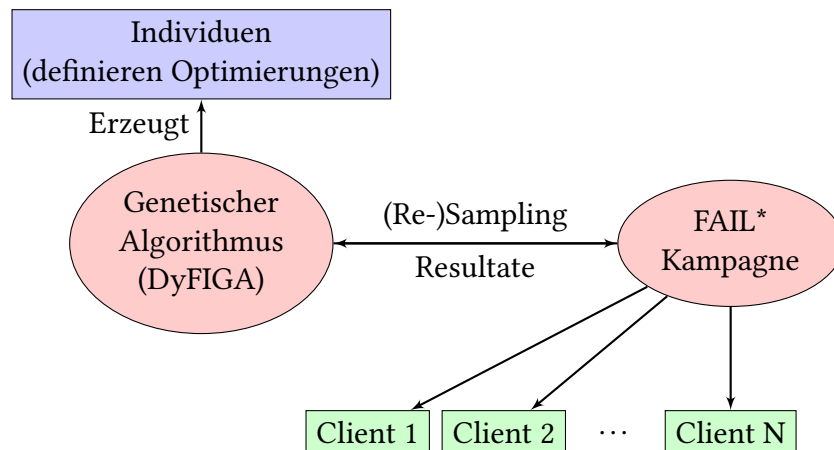 Individuen
(definieren Optimierungen)
Erzeugt
Genetischer
Algorithmus
(DyFIGA)
(Re-)Sampling
Resultate
FAIL*
Kampagne
Client 1
Client 2
···
Client N